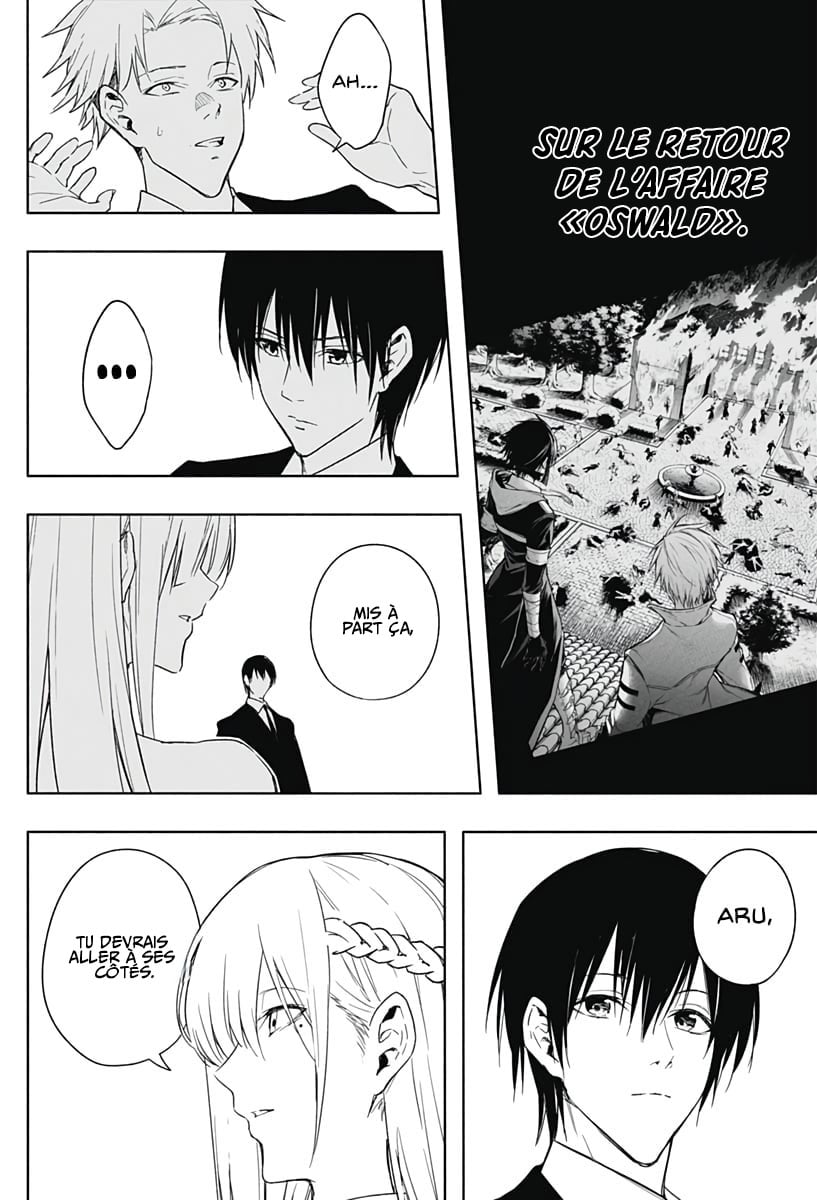 SUR LE RETOUR
DE L'AFFAIRE
«OSWALD».
AH...
...
MIS À
PART ÇA,
ARU,
TU DEVRAIS
ALLER À SES
CÔTÉS.